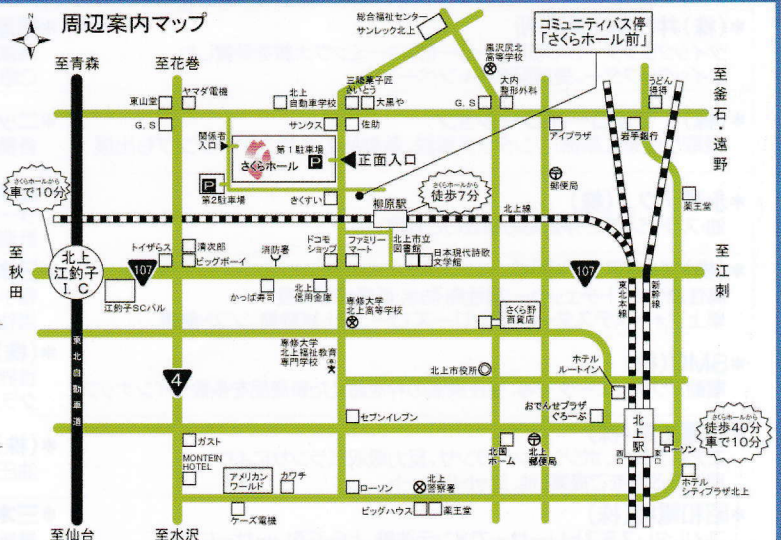 周辺案内マップ
総合福祉センター
サンレック北上
コミュニティバス停
「さくらホール前」
黒沢尻北
高等学校
至青森
至花巻
至釜石・遠野
東山堂
ヤマダ電機
北上
自動車学校
三穂菓子匠
さいとう
大黒や
G.S
大内
整形外科
うどん
得得
G.S
サンクス
佐助
アイプラザ
岩手銀行
関係者
入口
第1駐車場
P
さくらホール
正面入口
さくらホールから
車で10分
P
第2駐車場
きくすい
柳原駅
さくらホールから
徒歩7分
北上線
郵便局
薬王堂
至秋田
北上
江釣子
I.C
107
トイザらス
清次郎
ビッグボーイ
消防署
ドコモ
ショップ
ファミリー
マート
北上市立
図書館
日本現代詩歌
文学館
107
至江刺
江釣子SCパル
かっぱ寿司
北上
信用金庫
東北本線
新幹線
専修大学
北上高等学校
さくら野
百貨店
東北自動車道
4
専修大学
北上福祉教育
専門学校
北上市役所
ホテル
ルートイン
セブンイレブン
おでんせプラザ
ぐろーぶ
北上駅
西口
東口
さくらホールから
徒歩40分
車で10分
ガスト
MONTEIN
HOTEL
北国
ホーム
北上
郵便局
ローソン
アメリカン
ワールド
カワチ
ローソン
北上
警察署
ホテル
シティプラザ北上
ケーズ電機
ビッグハウス
薬王堂
至仙台
至水沢